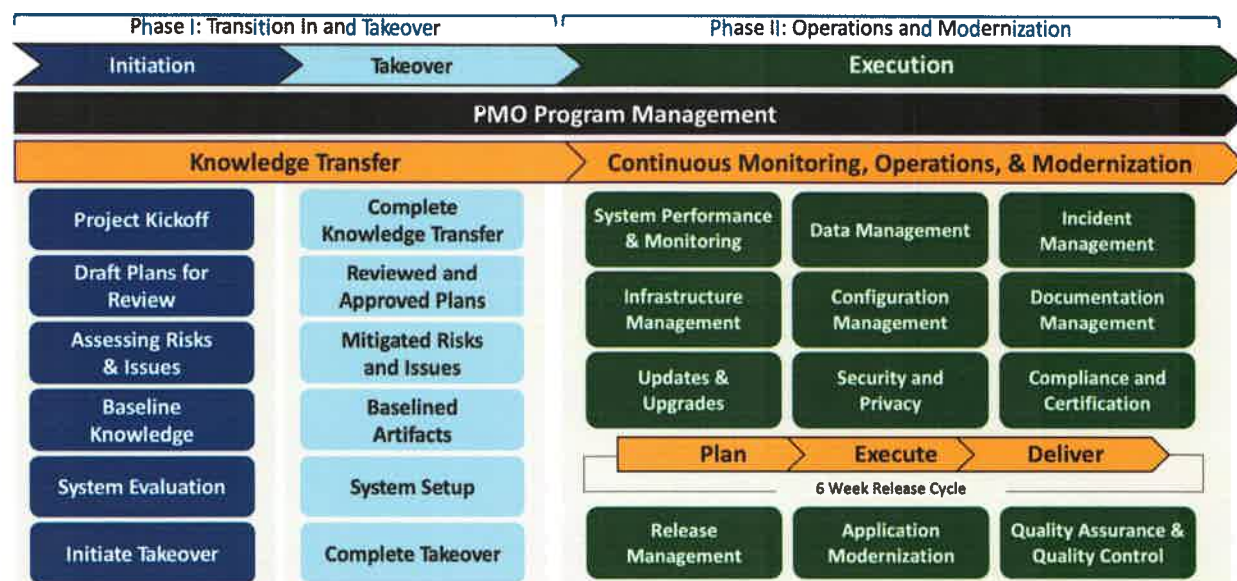 Phase I: Transition In and Takeover
Phase II: Operations and Modernization
Initiation
Takeover
Execution
PMO Program Management
Knowledge Transfer
Continuous Monitoring, Operations, & Modernization
Project Kickoff
Draft Plans for
Review
Assessing Risks
& Issues
Baseline
Knowledge
System Evaluation
Initiate Takeover
Complete
Knowledge Transfer
Reviewed and
Approved Plans
Mitigated Risks
and Issues
Baselined
Artifacts
System Setup
Complete Takeover
System Performance
& Monitoring
Data Management
Incident
Management
Infrastructure
Management
Configuration
Management
Documentation
Management
Updates &
Upgrades
Security and
Privacy
Compliance and
Certification
Plan
Execute
Deliver
6 Week Release Cycle
Release
Management
Application
Modernization
Quality Assurance &
Quality Control